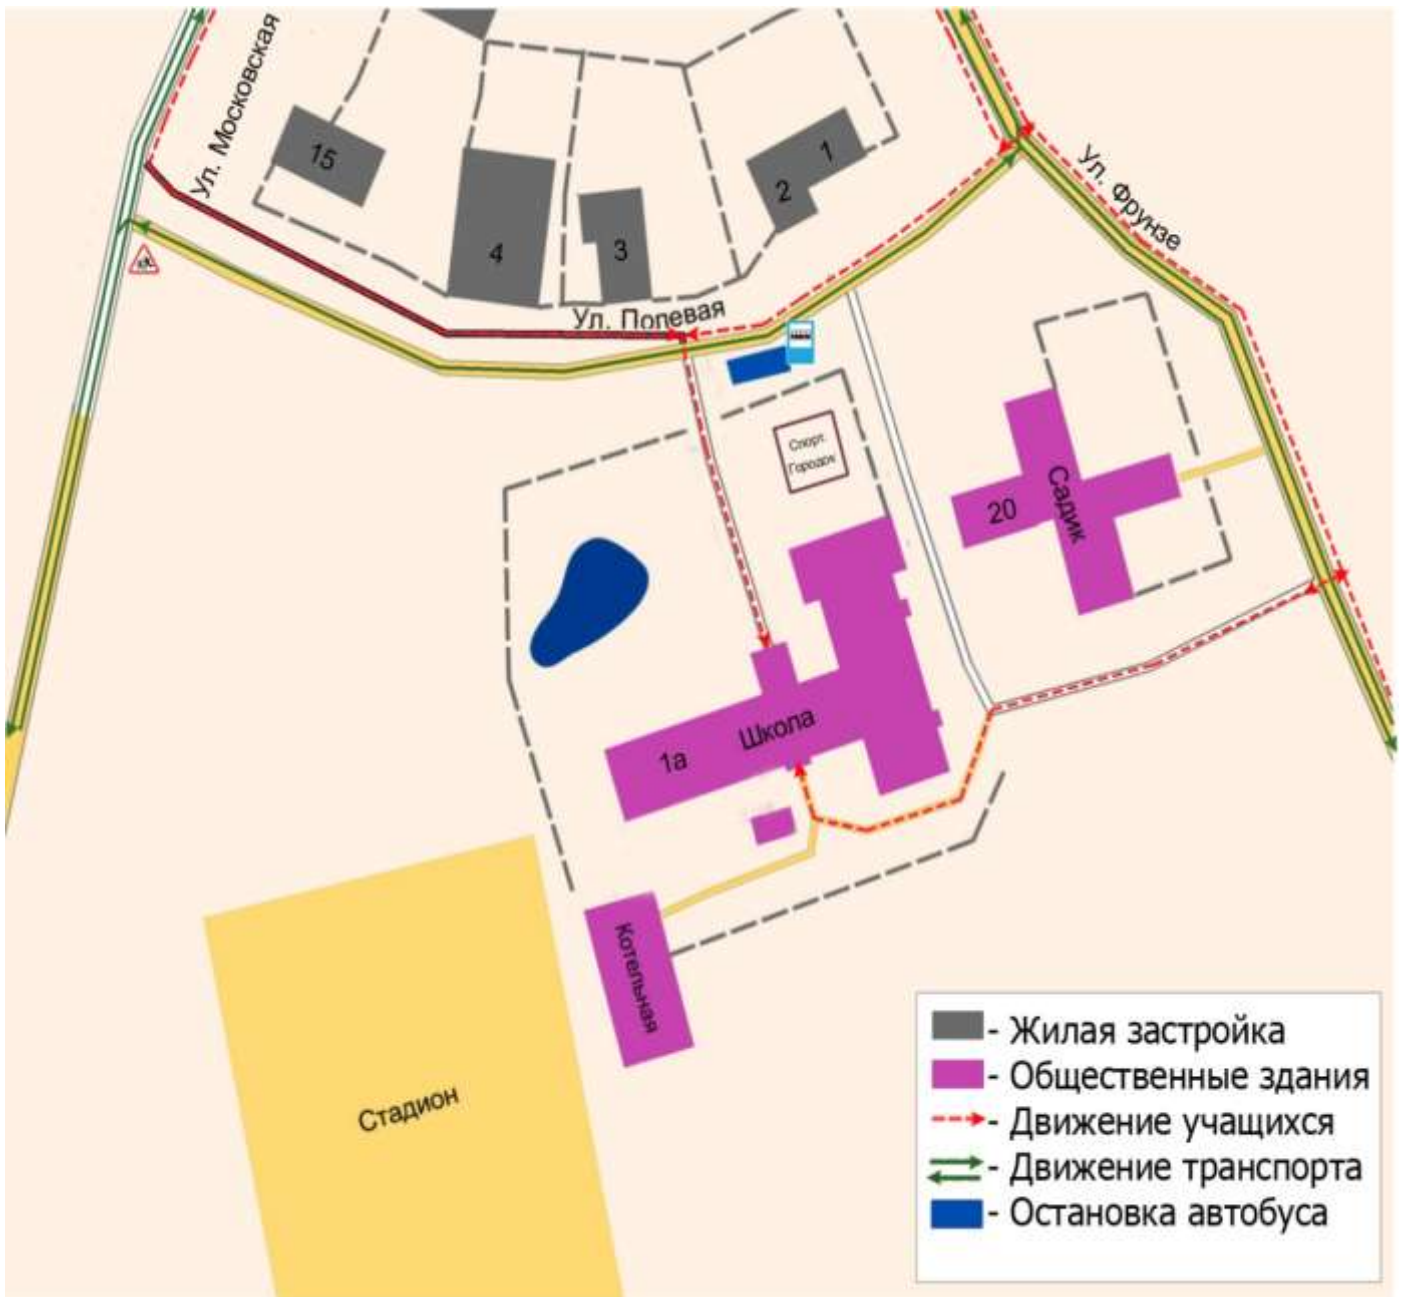 Ул. Московская
15
4
3
2
1
Ул. Фрунзе
Ул. Полевая
Спорт.
Городок
20
Садик
1а
Школа
Котельная
Стадион
- Жилая застройка
- Общественные здания
- Движение учащихся
- Движение транспорта
- Остановка автобуса